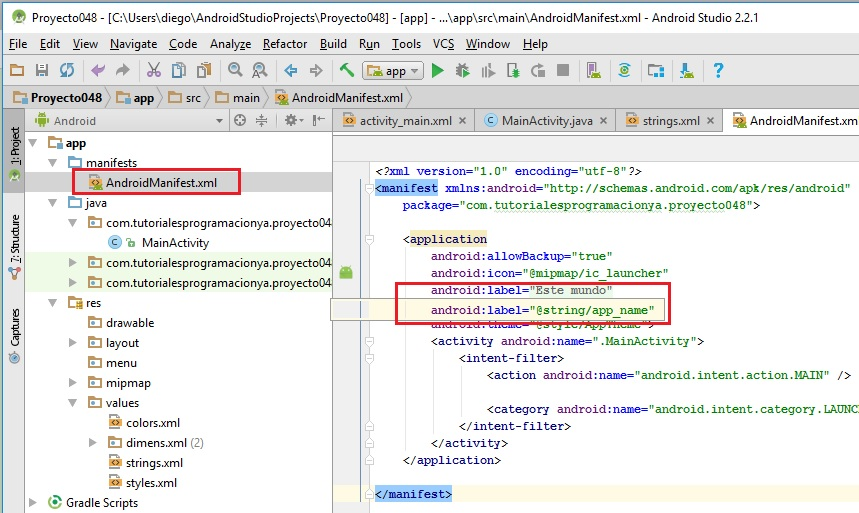 Proyecto048 - [C:\Users\diego\AndroidStudioProjects\Proyecto048] - [app] - ...\app\src\main\AndroidManifest.xml - Android Studio 2.2.1
File Edit View Navigate Code Analyze Refactor Build Run Tools VCS Window Help
app
Proyecto048 app src main AndroidManifest.xml
1: Project
7: Structure
Captures
Android
app
manifests
AndroidManifest.xml
java
com.tutorialesprogramacionya.proyecto04
MainActivity
com.tutorialesprogramacionya.proyecto04
com.tutorialesprogramacionya.proyecto04
res
drawable
layout
menu
mipmap
values
colors.xml
dimens.xml (2)
strings.xml
styles.xml
Gradle Scripts
activity_main.xml MainActivity.java strings.xml AndroidManifest.xm
<?xml version="1.0" encoding="utf-8"?>
<manifest xmlns:android="http://schemas.android.com/apk/res/android"
package="com.tutorialesprogramacionya.proyecto048">
<application
android:allowBackup="true"
android:icon="@mipmap/ic_launcher"
android:label="Este mundo"
android:label="@string/app_name"
android:theme="@style/AppTheme">
<activity android:name=".MainActivity">
<intent-filter>
<action android:name="android.intent.action.MAIN" />
<category android:name="android.intent.category.LAUNC
</intent-filter>
</activity>
</application>
</manifest>